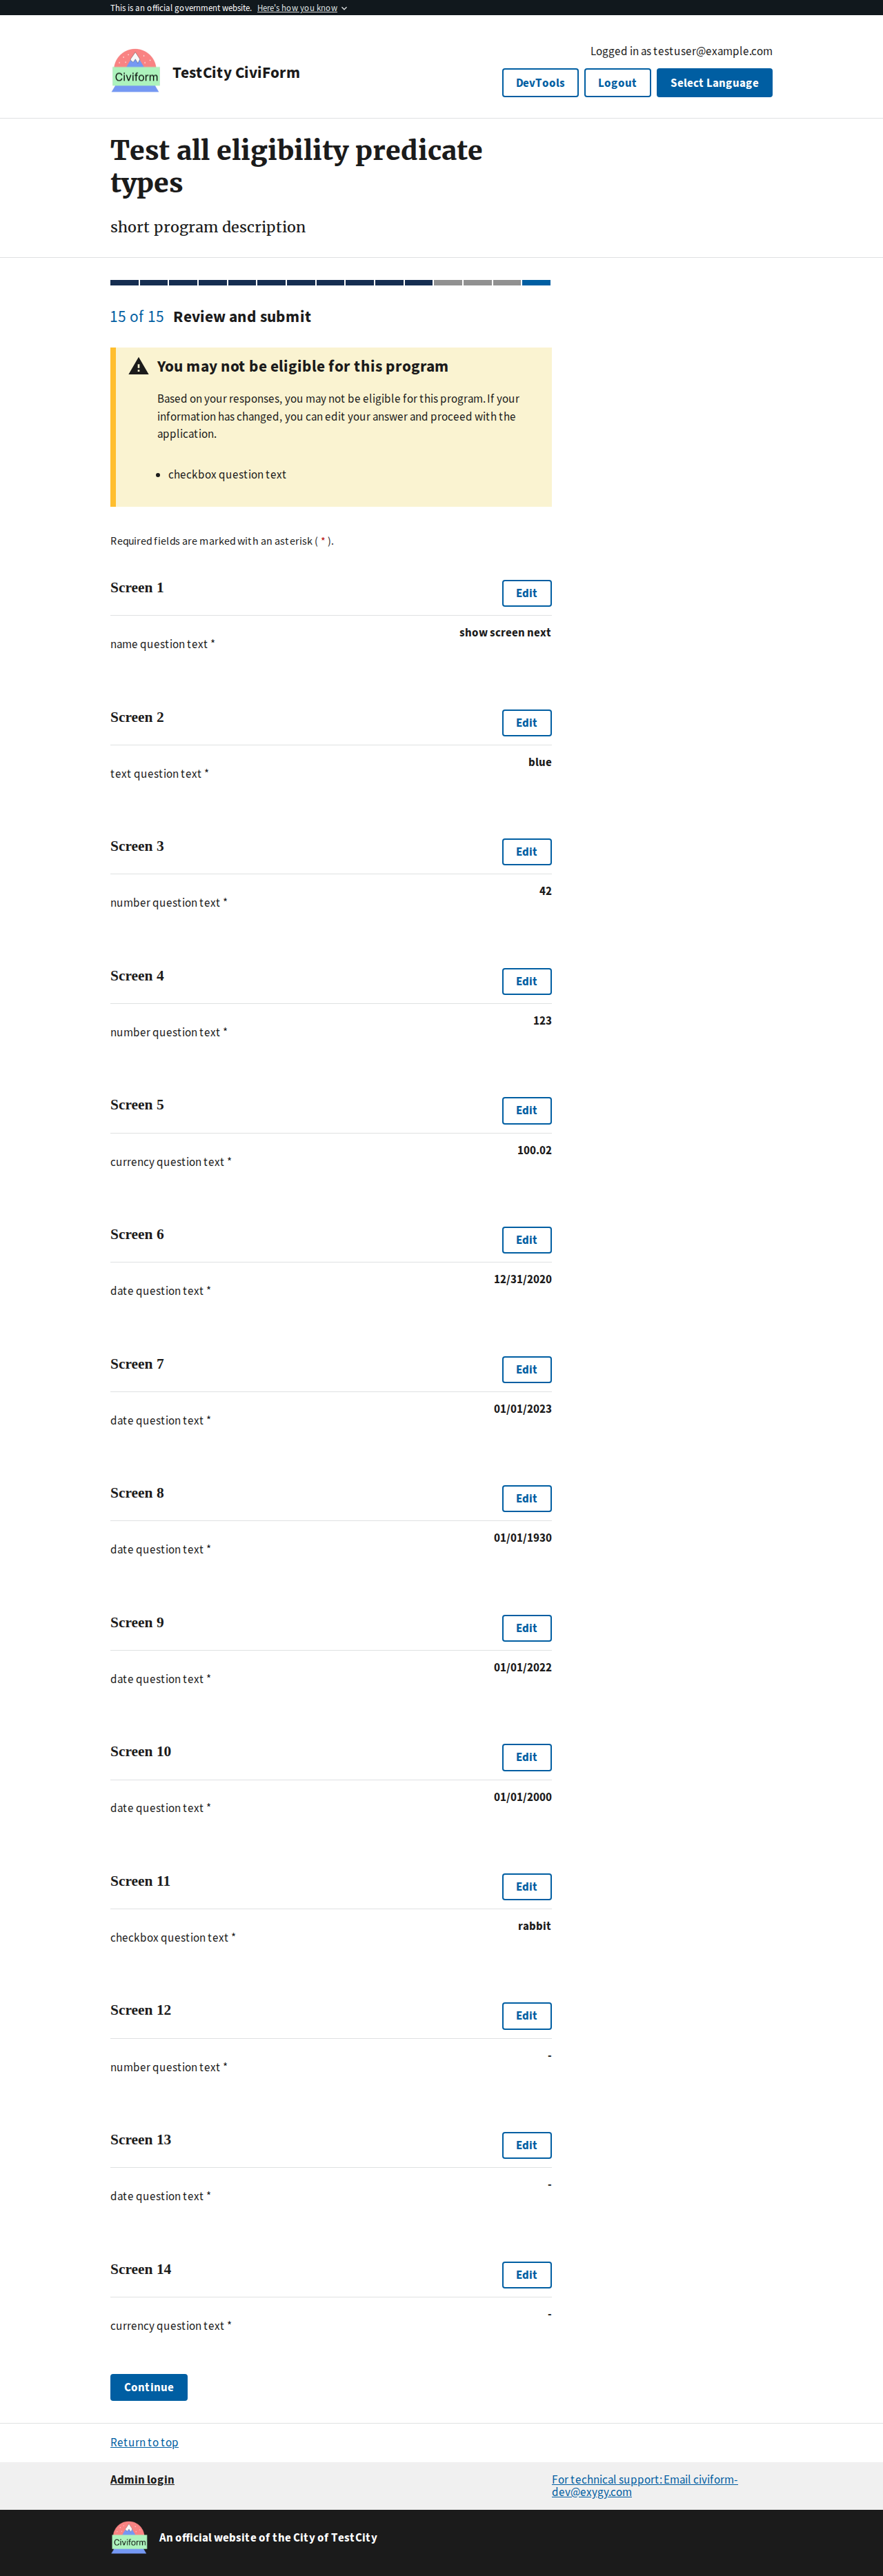 This is an official government website. Here's how you know
Logged in as testuser@example.com
Civiform
TestCity CiviForm
DevTools
Logout
Select Language
Test all eligibility predicate
types
short program description
15 of 15 Review and submit
You may not be eligible for this program
Based on your responses, you may not be eligible for this program. If your
information has changed, you can edit your answer and proceed with the
application.
• checkbox question text
Required fields are marked with an asterisk ( * ).
Screen 1
Edit
show screen next
name question text *
Screen 2
Edit
blue
text question text *
Screen 3
Edit
42
number question text *
Screen 4
Edit
123
number question text *
Screen 5
Edit
100.02
currency question text *
Screen 6
Edit
12/31/2020
date question text *
Screen 7
Edit
01/01/2023
date question text *
Screen 8
Edit
01/01/1930
date question text *
Screen 9
Edit
01/01/2022
date question text *
Screen 10
Edit
01/01/2000
date question text *
Screen 11
Edit
rabbit
checkbox question text *
Screen 12
Edit
-
number question text *
Screen 13
Edit
-
date question text *
Screen 14
Edit
-
currency question text *
Continue
Return to top
Admin login
For technical support: Email civiform-
dev@exygy.com
Civiform
An official website of the City of TestCity